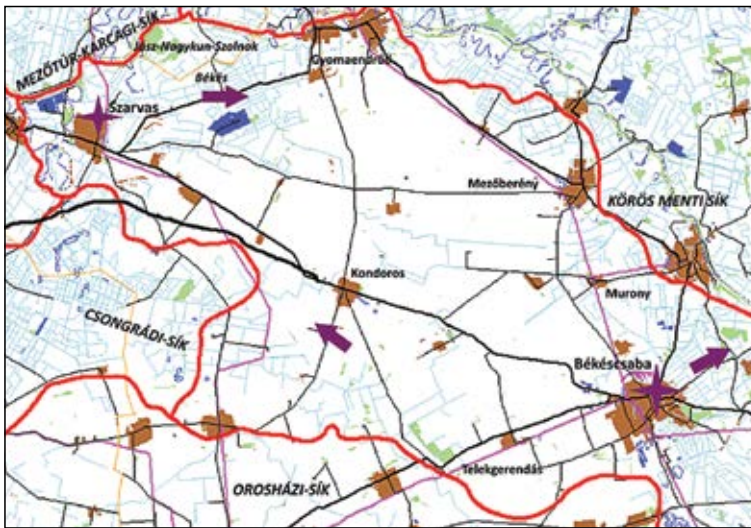 MEZŐTÚR-KARCAGI-SÍK
Jász-Nagykun-Szolnok
Gyomaendrőd
Békés
Szarvas
Mezőberény
KÖRÖS MENTI SÍK
Kondoros
Murony
CSONGRÁDI-SÍK
Békéscsaba
Telekgerendás
OROSHÁZI-SÍK